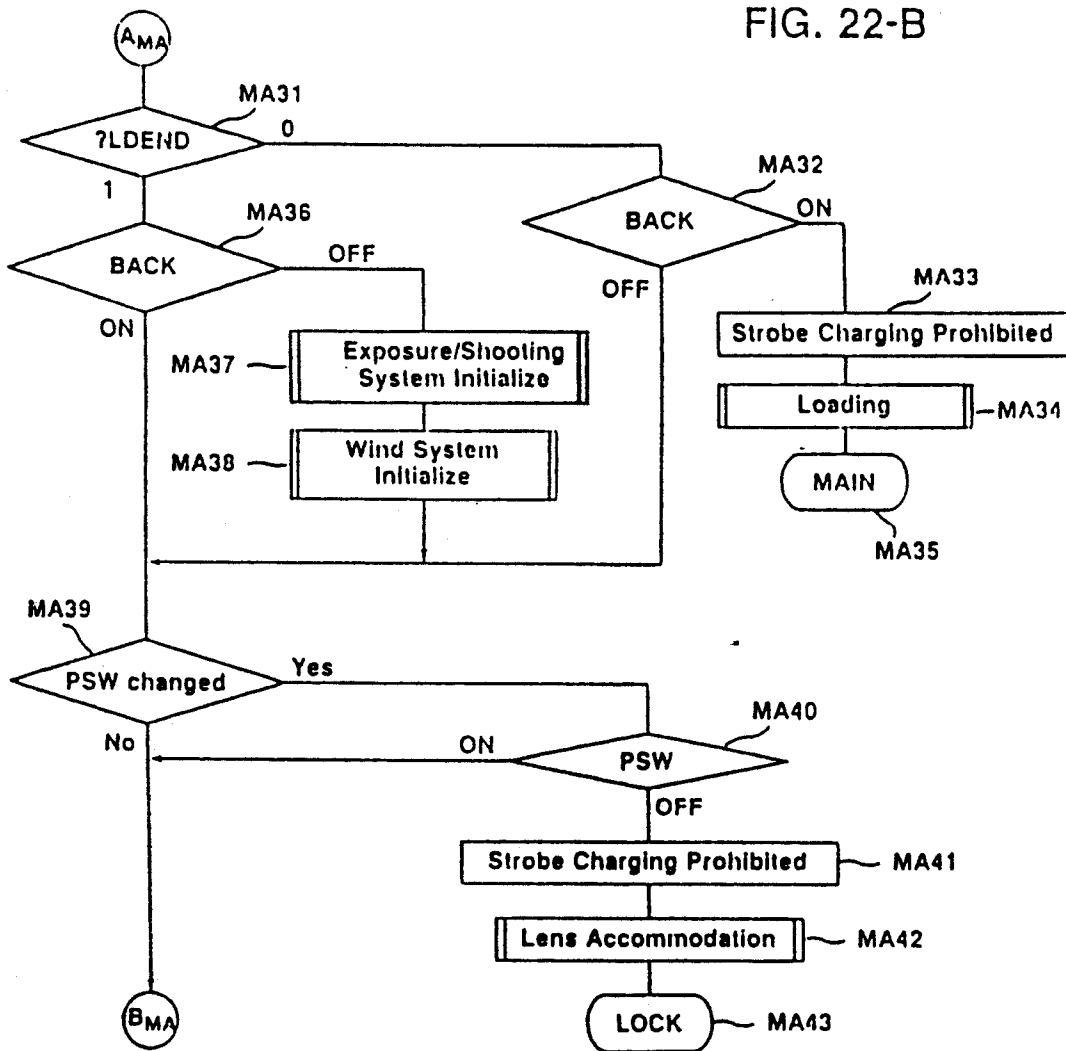 FIG. 22-B
AMA
MA31
?LDEND
0
1
MA32
BACK
ON
OFF
MA36
BACK
OFF
ON
MA33
Strobe Charging Prohibited
MA37
Exposure/Shooting
System Initialize
Loading
MA34
MA38
Wind System
Initialize
MAIN
MA35
MA39
PSW changed
Yes
No
MA40
PSW
ON
OFF
Strobe Charging Prohibited
MA41
Lens Accommodation
MA42
BMA
LOCK
MA43